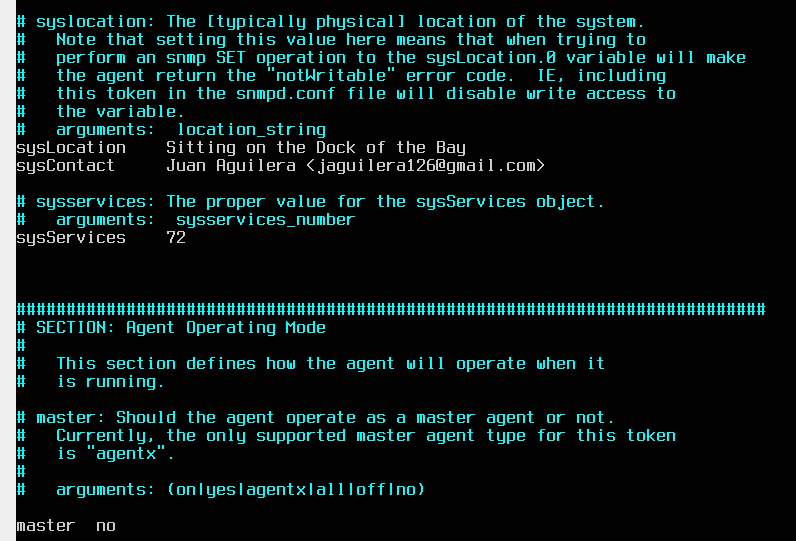 # syslocation: The [typically physical] location of the system.
#   Note that setting this value here means that when trying to
#   perform an snmp SET operation to the sysLocation.0 variable will make
#   the agent return the "notWritable" error code.  IE, including
#   this token in the snmpd.conf file will disable write access to
#   the variable.
#   arguments:  location_string
sysLocation    Sitting on the Dock of the Bay
sysContact     Juan Aguilera <jaguilera126@gmail.com>
# sysservices: The proper value for the sysServices object.
#   arguments:  sysservices_number
sysServices    72
###########################################################################
# SECTION: Agent Operating Mode
#
#   This section defines how the agent will operate when it
#   is running.
# master: Should the agent operate as a master agent or not.
#   Currently, the only supported master agent type for this token
#   is "agentx".
#
#   arguments: (on|yes|agentx|all|off|no)
master  no